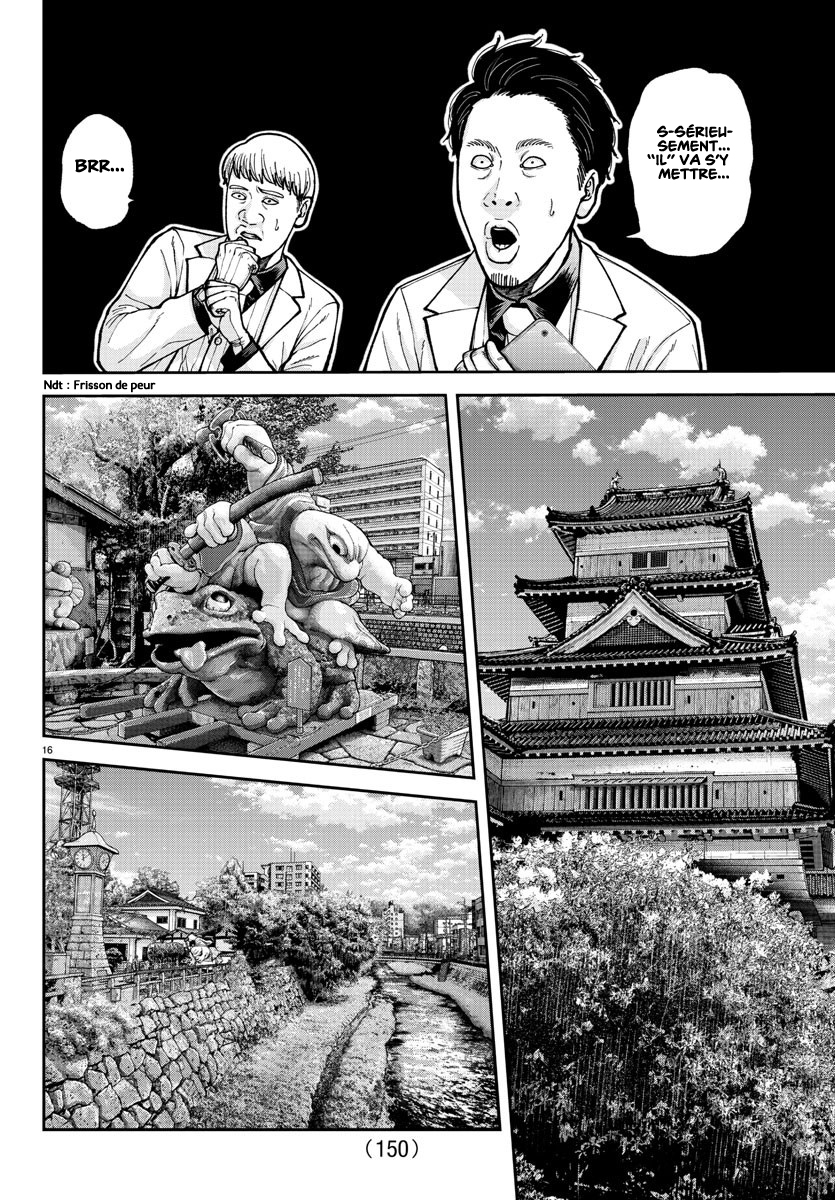 S-SÉRIEU-
SEMENT...
"IL" VA S'Y
METTRE...
BRR...
Ndt : Frisson de peur
16
(150)